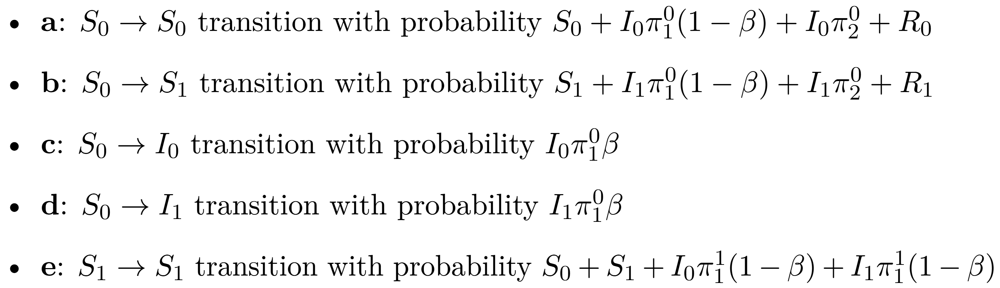 • a: $S_0 \to S_0$ transition with probability $S_0 + I_0\pi_1^0(1-\beta) + I_0\pi_2^0 + R_0$
• b: $S_0 \to S_1$ transition with probability $S_1 + I_1\pi_1^0(1-\beta) + I_1\pi_2^0 + R_1$
• c: $S_0 \to I_0$ transition with probability $I_0\pi_1^0\beta$
• d: $S_0 \to I_1$ transition with probability $I_1\pi_1^0\beta$
• e: $S_1 \to S_1$ transition with probability $S_0 + S_1 + I_0\pi_1^1(1-\beta) + I_1\pi_1^1(1-\beta)$